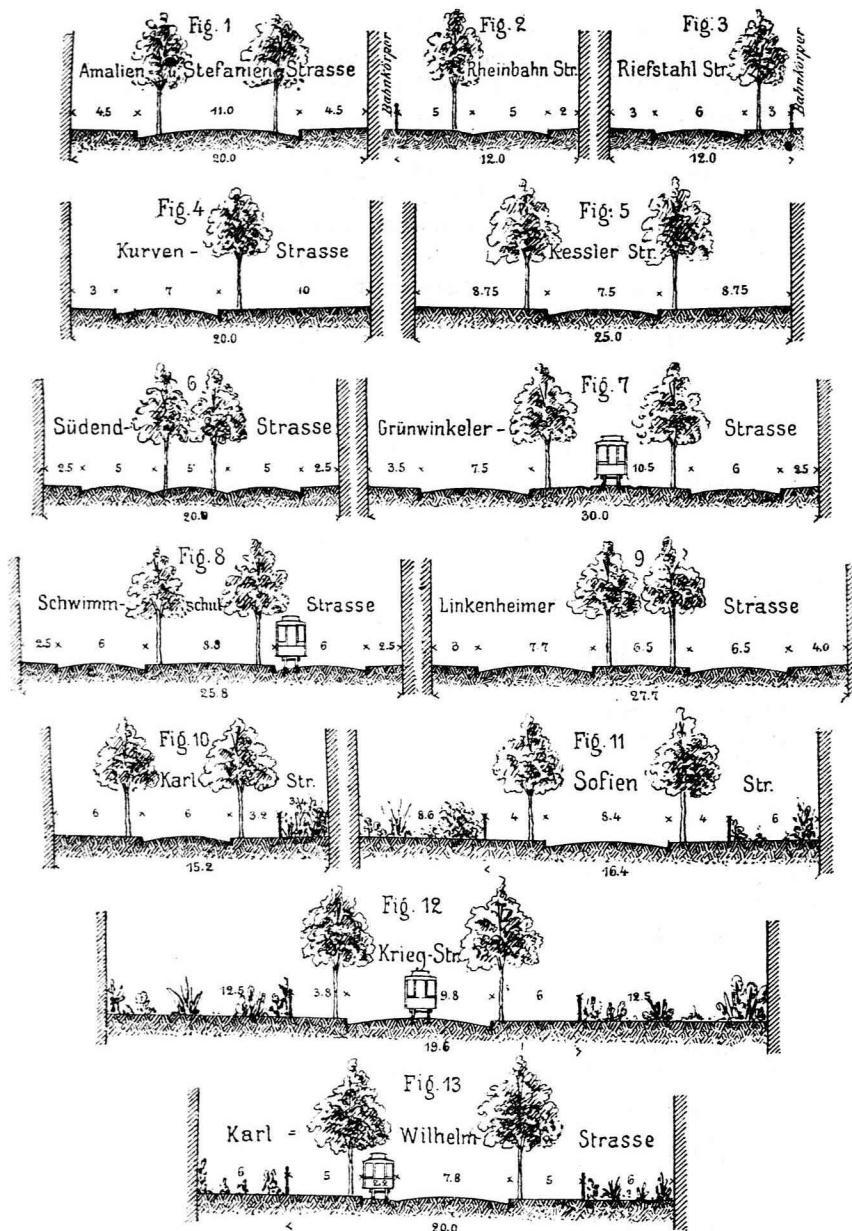 Fig. 1
Amalien- u. Stefanien-Strasse
4.5 11.0 4.5
20.0
Fig. 2
Bahnkörper
Rheinbahn Str.
5 5 2
12.0
Fig. 3
Riefstahl Str.
Bahnkörper
3 6 3
12.0
Fig. 4
Kurven- Strasse
3 7 10
20.0
Fig. 5
Kessler Str.
8.75 7.5 8.75
25.0
6
Südend- Strasse
2.5 5 5 5 2.5
20.0
Fig. 7
Grünwinkeler- Strasse
3.5 7.5 10.5 6 2.5
30.0
Fig. 8
Schwimm- schul- Strasse
2.5 6 8.8 6 2.5
25.8
9
Linkenheimer Strasse
3 7.7 6.5 6.5 4.0
27.7
Fig. 10
Karl Str.
6 6 3.2
15.2
Fig. 11
Sofien Str.
8.6 4 8.4 4 6
16.4
Fig. 12
Krieg-Str.
12.5 3.8 9.8 6 12.5
19.6
Fig. 13
Karl- Wilhelm- Strasse
6 5 2.2 7.8 5 6
20.0